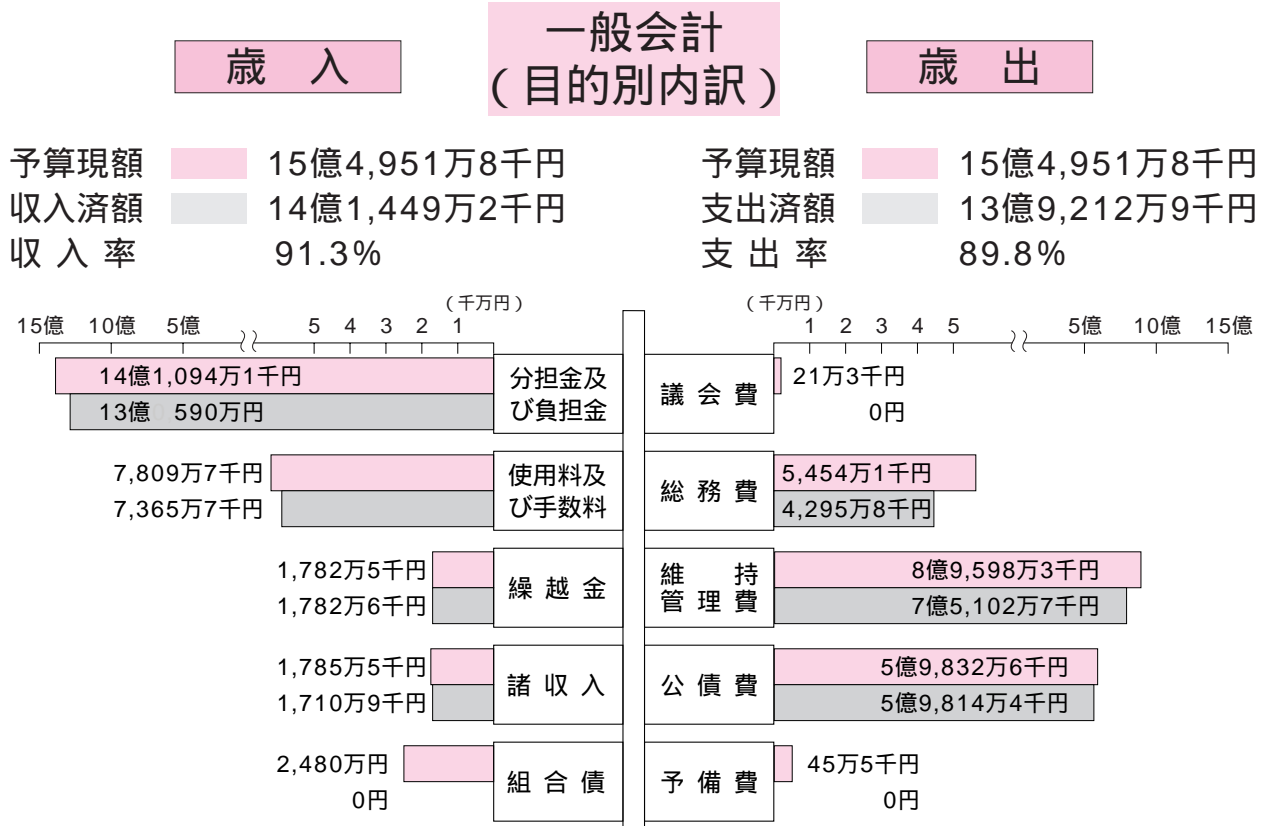 一般会計
(目的別内訳)
歳 入
予算現額 15億4,951万8千円
収入済額 14億1,449万2千円
収 入 率 91.3%
歳 出
予算現額 15億4,951万8千円
支出済額 13億9,212万9千円
支 出 率 89.8%
(千万円)
15億 10億 5億 5 4 3 2 1
分担金及
び負担金
14億1,094万1千円
13億 590万円
使用料及
び手数料
7,809万7千円
7,365万7千円
繰 越 金
1,782万5千円
1,782万6千円
諸 収 入
1,785万5千円
1,710万9千円
組 合 債
2,480万円
0円
(千万円)
1 2 3 4 5 5億 10億 15億
議 会 費
21万3千円
0円
総 務 費
5,454万1千円
4,295万8千円
維 持
管 理 費
8億9,598万3千円
7億5,102万7千円
公 債 費
5億9,832万6千円
5億9,814万4千円
予 備 費
45万5千円
0円